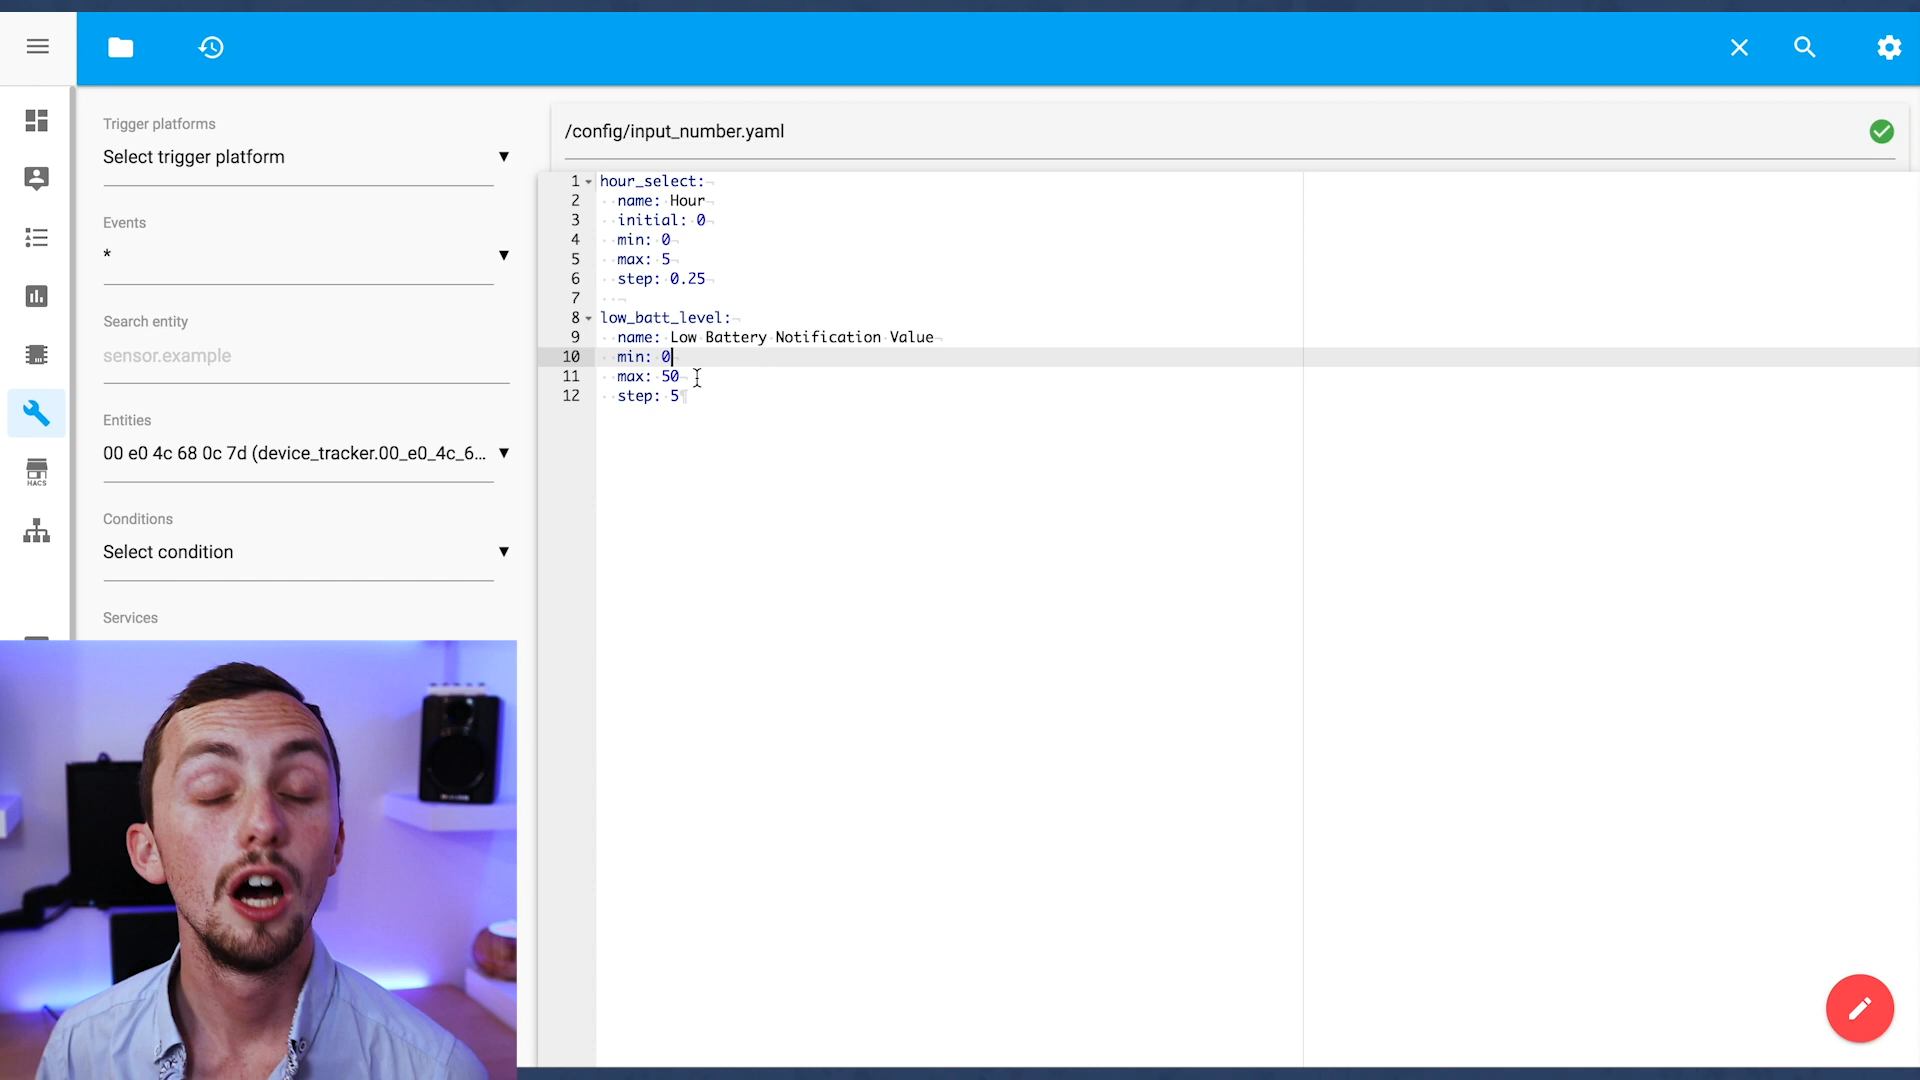 Trigger platforms
Select trigger platform
Events
*
Search entity
sensor.example
Entities
00 e0 4c 68 0c 7d (device_tracker.00_e0_4c_6...
Conditions
Select condition
Services
HACS
/config/input_number.yaml
1 hour_select:
2 name: Hour
3 initial: 0
4 min: 0
5 max: 5
6 step: 0.25
7
8 low_batt_level:
9 name: Low Battery Notification Value
10 min: 0
11 max: 50
12 step: 5